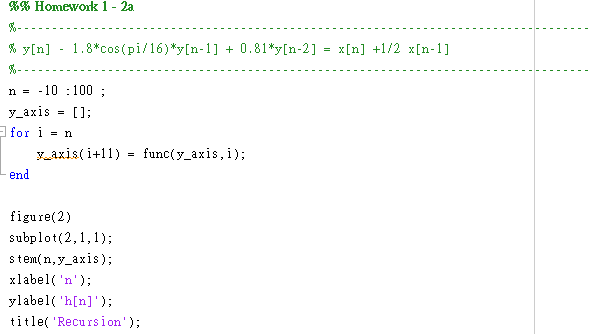 %% Homework 1 - 2a
%--------------------------------------------------------------------------
% y[n] - 1.8*cos(pi/16)*y[n-1] + 0.81*y[n-2] = x[n] +1/2 x[n-1]
%--------------------------------------------------------------------------
n = -10 :100 ;
y_axis = [];
for i = n
y_axis(i+11) = func(y_axis,i);
end
figure(2)
subplot(2,1,1);
stem(n,y_axis);
xlabel('n');
ylabel('h[n]');
title('Recursion');